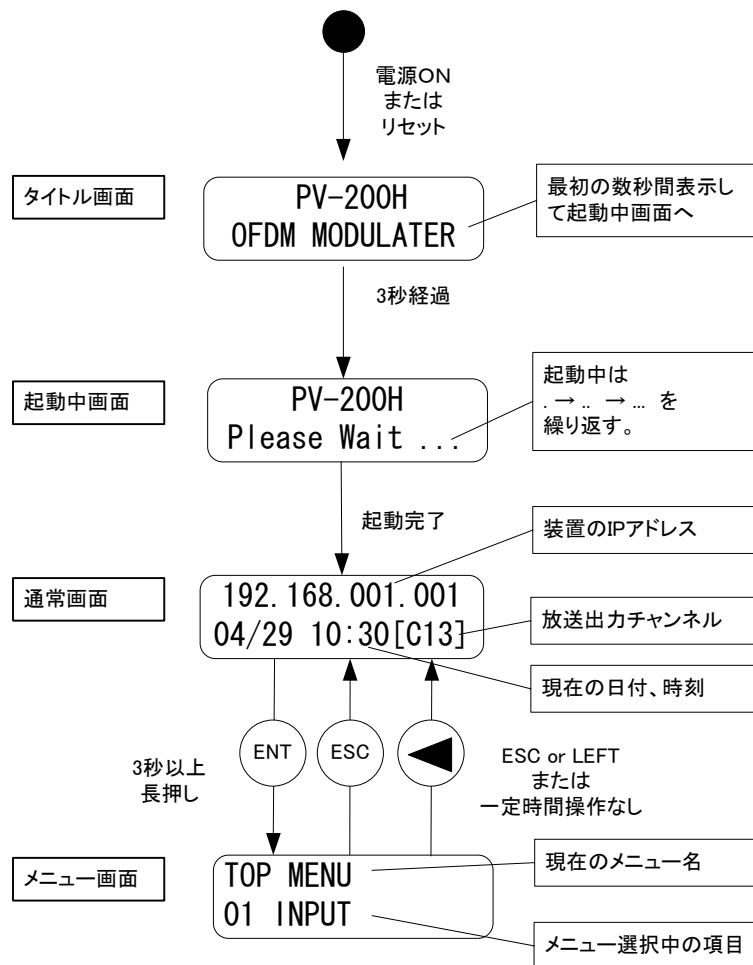 電源ON
または
リセット
タイトル画面
PV-200H
OFDM MODULATER
最初の数秒間表示し
て起動中画面へ
3秒経過
起動中画面
PV-200H
Please Wait ...
起動中は
. → .. → ... を
繰り返す。
起動完了
装置のIPアドレス
通常画面
192.168.001.001
04/29 10:30[C13]
放送出力チャンネル
現在の日付、時刻
3秒以上
長押し
ENT
ESC
ESC or LEFT
または
一定時間操作なし
メニュー画面
TOP MENU
01 INPUT
現在のメニュー名
メニュー選択中の項目